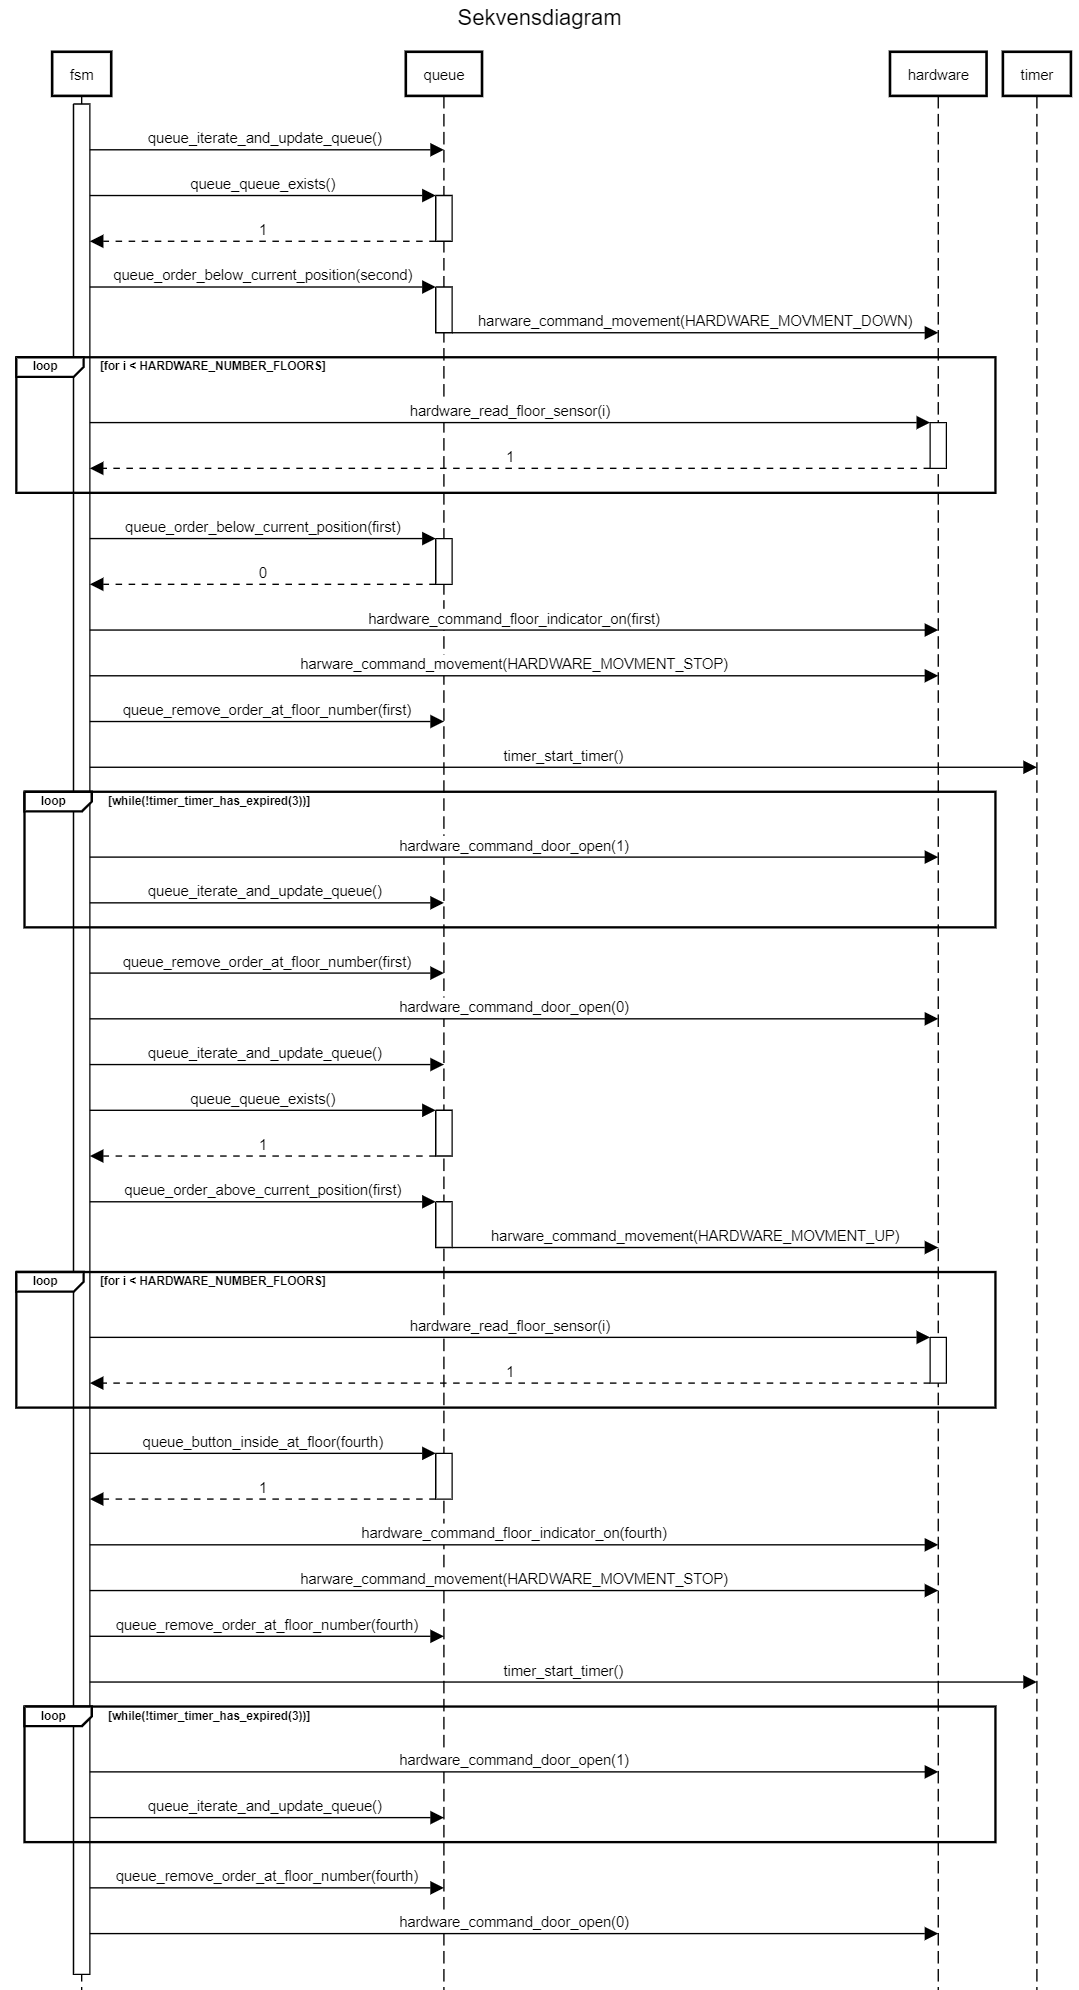 Sekvensdiagram
fsm
queue
hardware
timer
queue_iterate_and_update_queue()
queue_queue_exists()
1
queue_order_below_current_position(second)
harware_command_movement(HARDWARE_MOVMENT_DOWN)
loop
[for i < HARDWARE_NUMBER_FLOORS]
hardware_read_floor_sensor(i)
1
queue_order_below_current_position(first)
0
hardware_command_floor_indicator_on(first)
harware_command_movement(HARDWARE_MOVMENT_STOP)
queue_remove_order_at_floor_number(first)
timer_start_timer()
loop
[while(!timer_timer_has_expired(3))]
hardware_command_door_open(1)
queue_iterate_and_update_queue()
queue_remove_order_at_floor_number(first)
hardware_command_door_open(0)
queue_iterate_and_update_queue()
queue_queue_exists()
1
queue_order_above_current_position(first)
harware_command_movement(HARDWARE_MOVMENT_UP)
loop
[for i < HARDWARE_NUMBER_FLOORS]
hardware_read_floor_sensor(i)
1
queue_button_inside_at_floor(fourth)
1
hardware_command_floor_indicator_on(fourth)
harware_command_movement(HARDWARE_MOVMENT_STOP)
queue_remove_order_at_floor_number(fourth)
timer_start_timer()
loop
[while(!timer_timer_has_expired(3))]
hardware_command_door_open(1)
queue_iterate_and_update_queue()
queue_remove_order_at_floor_number(fourth)
hardware_command_door_open(0)